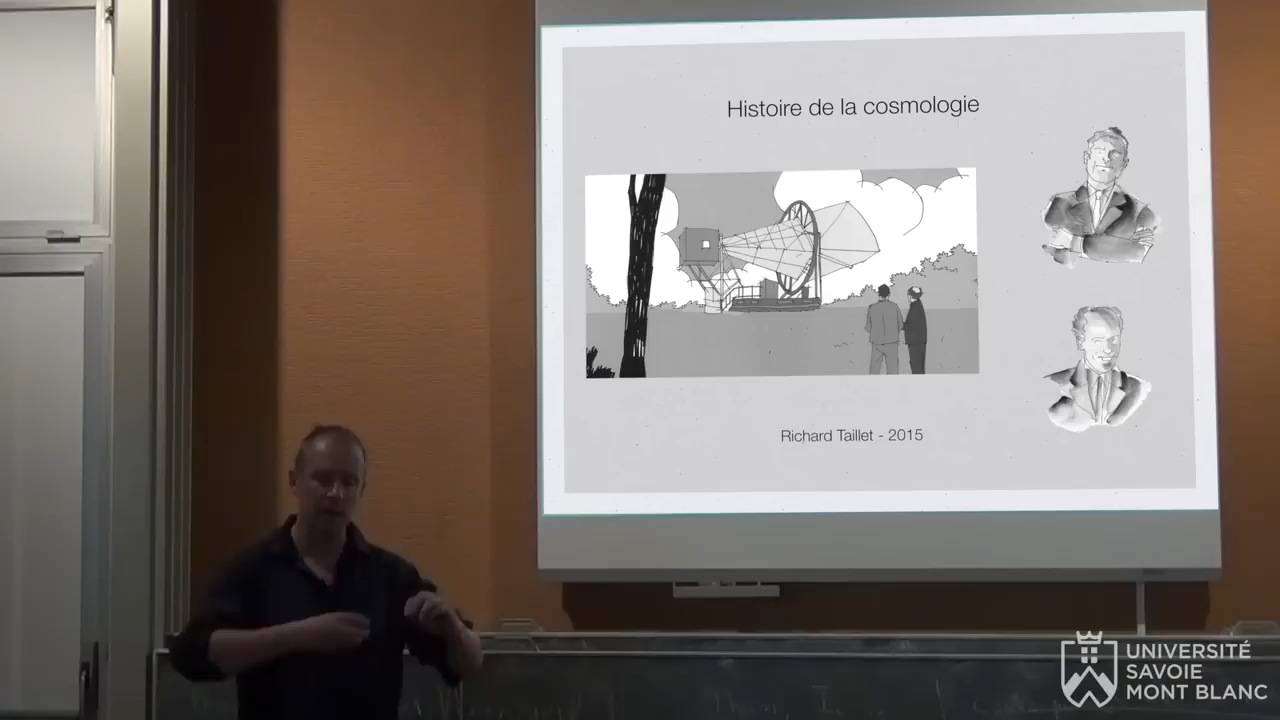 Histoire de la cosmologie
Richard Taillet - 2015
UNIVERSITÉ
SAVOIE
MONT BLANC